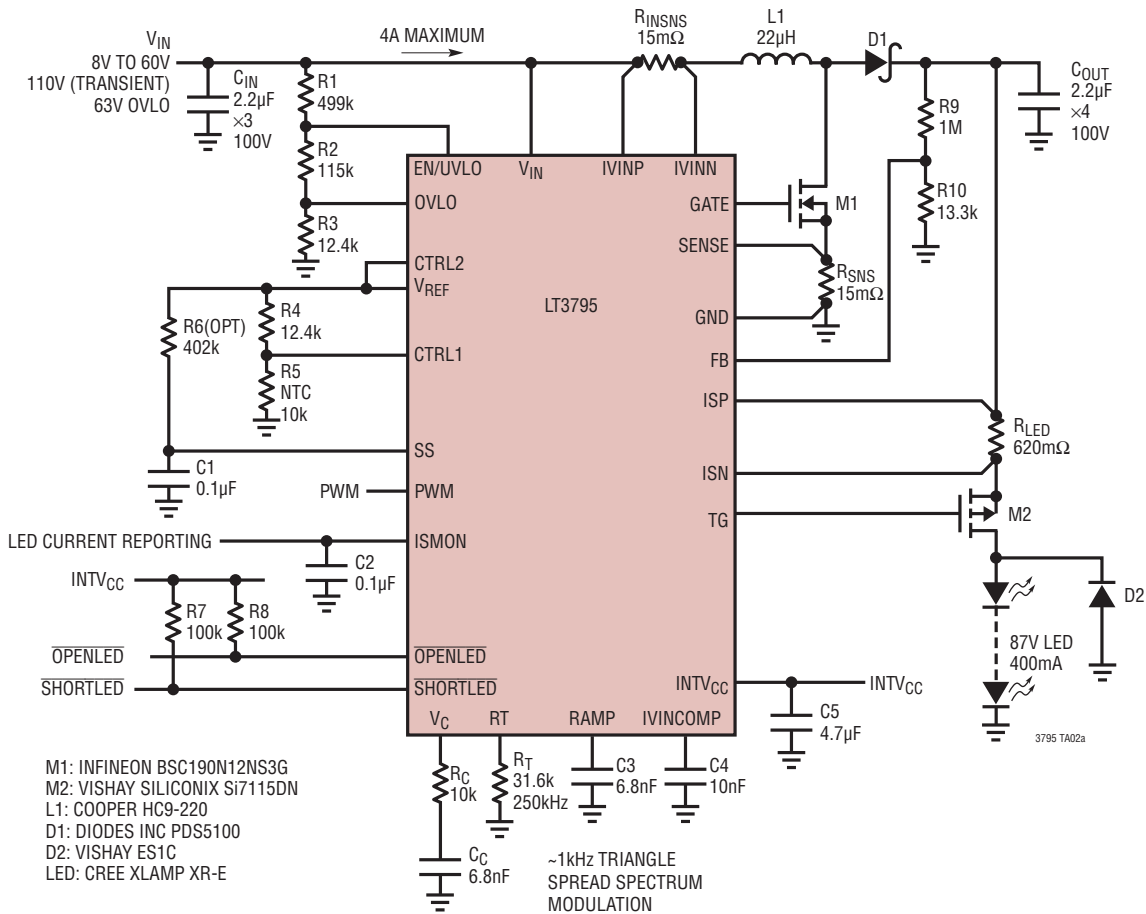 VIN
8V TO 60V
110V (TRANSIENT)
63V OVLO
4A MAXIMUM
CIN
2.2µF
×3
100V
R1
499k
R2
115k
R3
12.4k
RINSNS
15mΩ
L1
22µH
D1
COUT
2.2µF
×4
100V
R9
1M
R10
13.3k
EN/UVLO
VIN
IVINP
IVINN
OVLO
GATE
M1
SENSE
RSNS
15mΩ
GND
LT3795
CTRL2
VREF
R6(OPT)
402k
R4
12.4k
CTRL1
R5
NTC
10k
FB
ISP
RLED
620mΩ
ISN
SS
C1
0.1µF
PWM
PWM
TG
M2
LED CURRENT REPORTING
ISMON
C2
0.1µF
INTVCC
R7
100k
R8
100k
OPENLED
OPENLED
SHORTLED
SHORTLED
D2
87V LED
400mA
INTVCC
INTVCC
C5
4.7µF
3795 TA02a
VC
RT
RAMP
IVINCOMP
RC
10k
RT
31.6k
250kHz
C3
6.8nF
C4
10nF
CC
6.8nF
~1kHz TRIANGLE
SPREAD SPECTRUM
MODULATION
M1: INFINEON BSC190N12NS3G
M2: VISHAY SILICONIX Si7115DN
L1: COOPER HC9-220
D1: DIODES INC PDS5100
D2: VISHAY ES1C
LED: CREE XLAMP XR-E